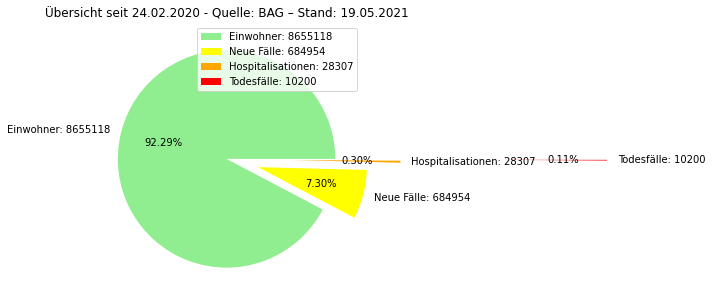 Übersicht seit 24.02.2020 - Quelle: BAG – Stand: 19.05.2021
Einwohner: 8655118
Neue Fälle: 684954
Hospitalisationen: 28307
Todesfälle: 10200
Einwohner: 8655118
92.29%
0.30%
Hospitalisationen: 28307
0.11%
Todesfälle: 10200
7.30%
Neue Fälle: 684954